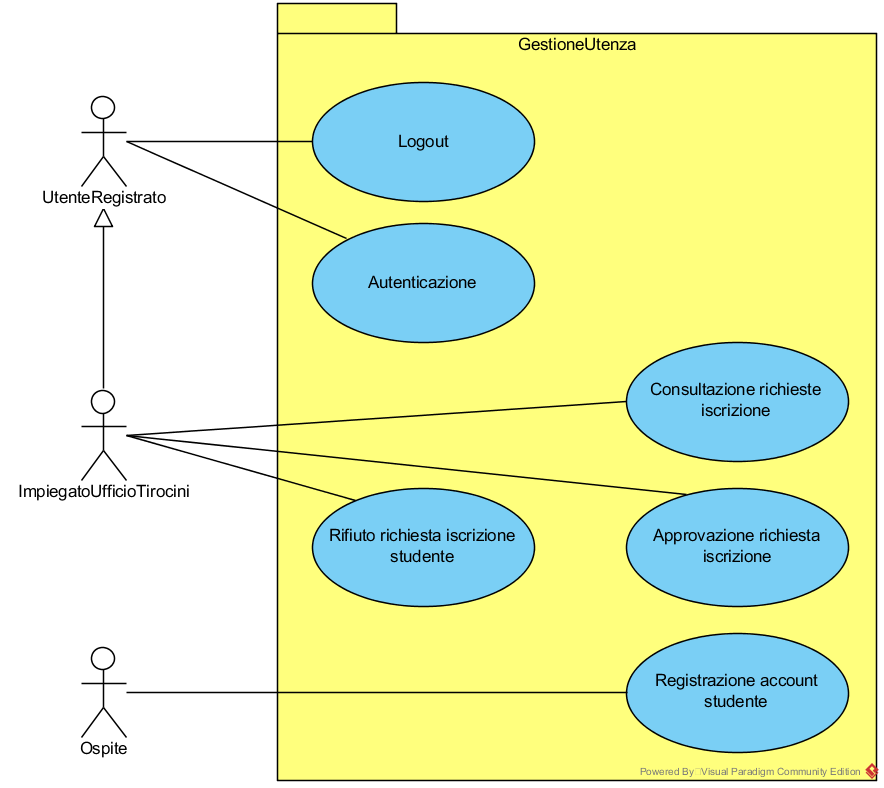 GestioneUtenza
Logout
UtenteRegistrato
Autenticazione
Consultazione richieste
iscrizione
ImpiegatoUfficioTirocini
Rifiuto richiesta iscrizione
studente
Approvazione richiesta
iscrizione
Registrazione account
studente
Ospite
Powered By Visual Paradigm Community Edition